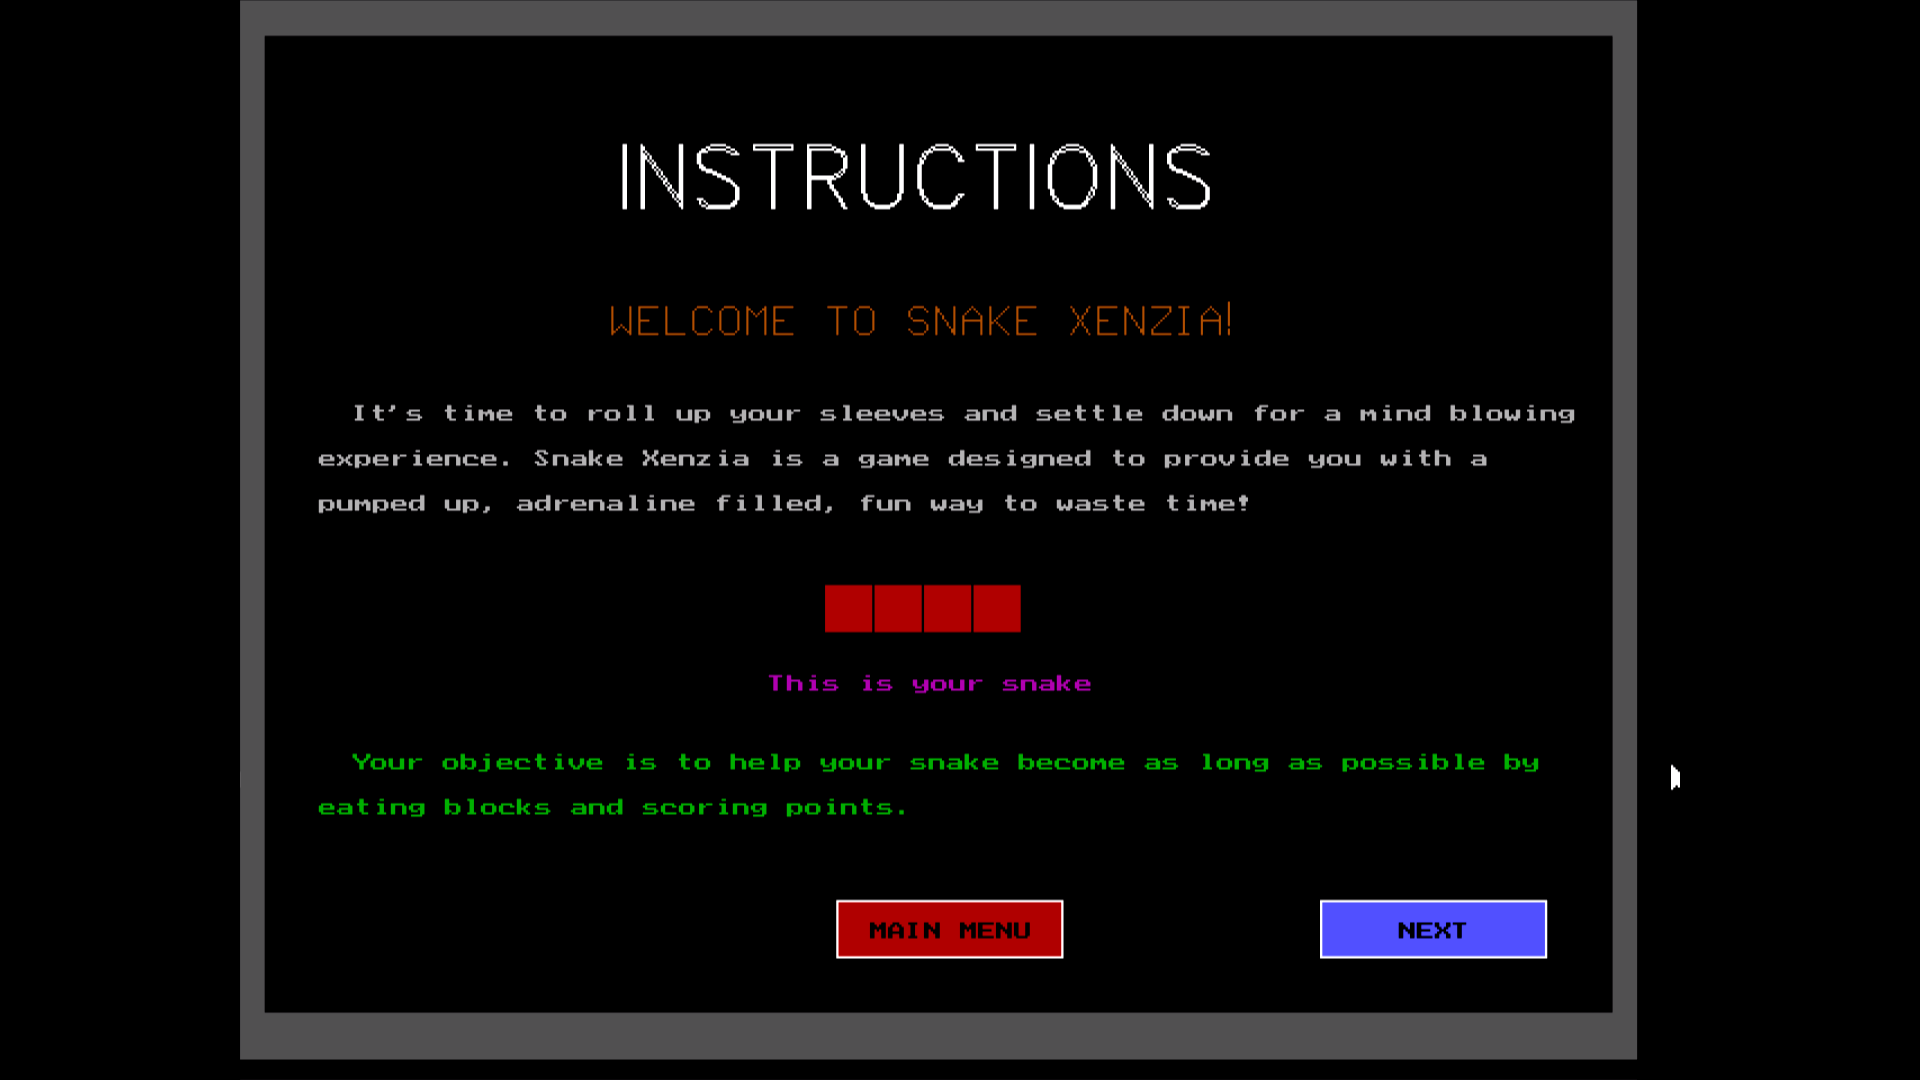 INSTRUCTIONS
WELCOME TO SNAKE XENZIA!
It's time to roll up your sleeves and settle down for a mind blowing
experience. Snake Xenzia is a game designed to provide you with a
pumped up, adrenaline filled, fun way to waste time!
This is your snake
Your objective is to help your snake become as long as possible by
eating blocks and scoring points.
MAIN MENU
NEXT